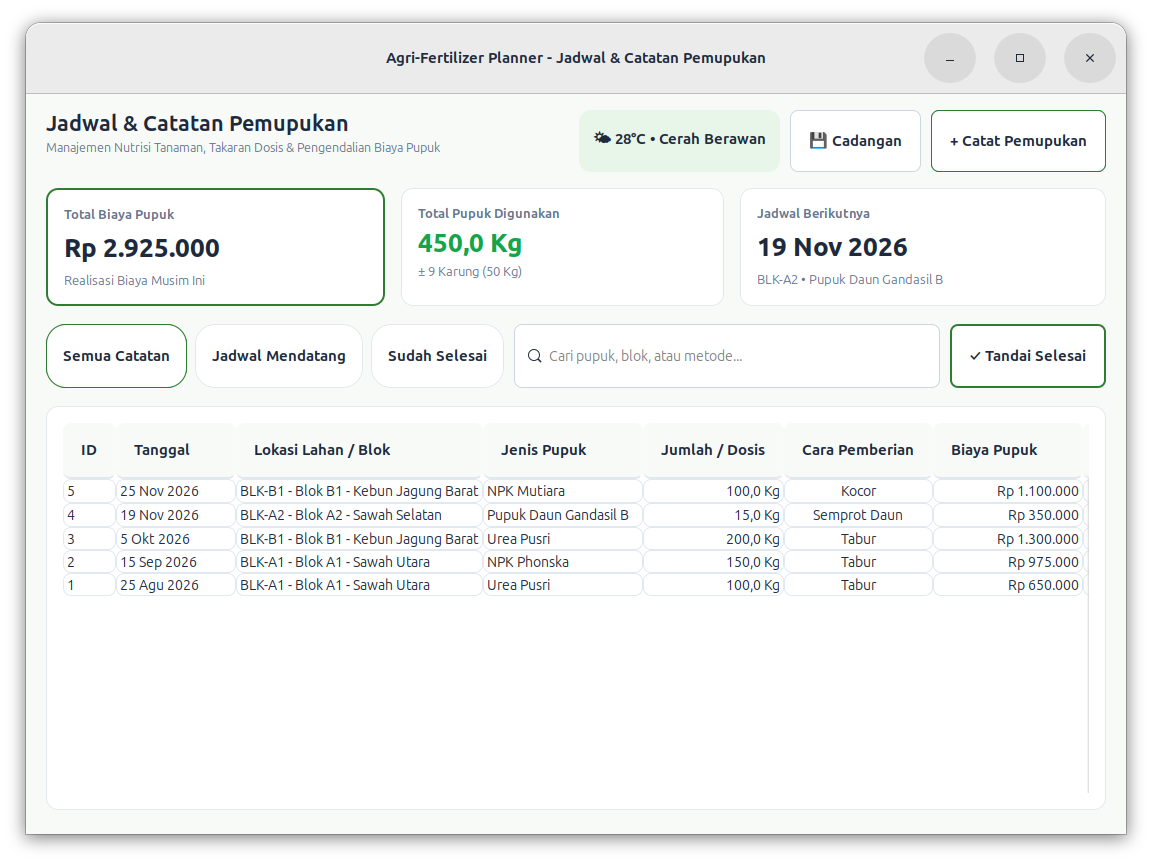 Agri-Fertilizer Planner - Jadwal & Catatan Pemupukan
Jadwal & Catatan Pemupukan
Manajemen Nutrisi Tanaman, Takaran Dosis & Pengendalian Biaya Pupuk
🌤 28°C • Cerah Berawan
💾 Cadangan
+ Catat Pemupukan
Total Biaya Pupuk
Rp 2.925.000
Realisasi Biaya Musim Ini
Total Pupuk Digunakan
450,0 Kg
± 9 Karung (50 Kg)
Jadwal Berikutnya
19 Nov 2026
BLK-A2 • Pupuk Daun Gandasil B
Semua Catatan
Jadwal Mendatang
Sudah Selesai
Cari pupuk, blok, atau metode...
✓ Tandai Selesai
ID Tanggal Lokasi Lahan / Blok Jenis Pupuk Jumlah / Dosis Cara Pemberian Biaya Pupuk
5 25 Nov 2026 BLK-B1 - Blok B1 - Kebun Jagung Barat NPK Mutiara 100,0 Kg Kocor Rp 1.100.000
4 19 Nov 2026 BLK-A2 - Blok A2 - Sawah Selatan Pupuk Daun Gandasil B 15,0 Kg Semprot Daun Rp 350.000
3 5 Okt 2026 BLK-B1 - Blok B1 - Kebun Jagung Barat Urea Pusri 200,0 Kg Tabur Rp 1.300.000
2 15 Sep 2026 BLK-A1 - Blok A1 - Sawah Utara NPK Phonska 150,0 Kg Tabur Rp 975.000
1 25 Agu 2026 BLK-A1 - Blok A1 - Sawah Utara Urea Pusri 100,0 Kg Tabur Rp 650.000